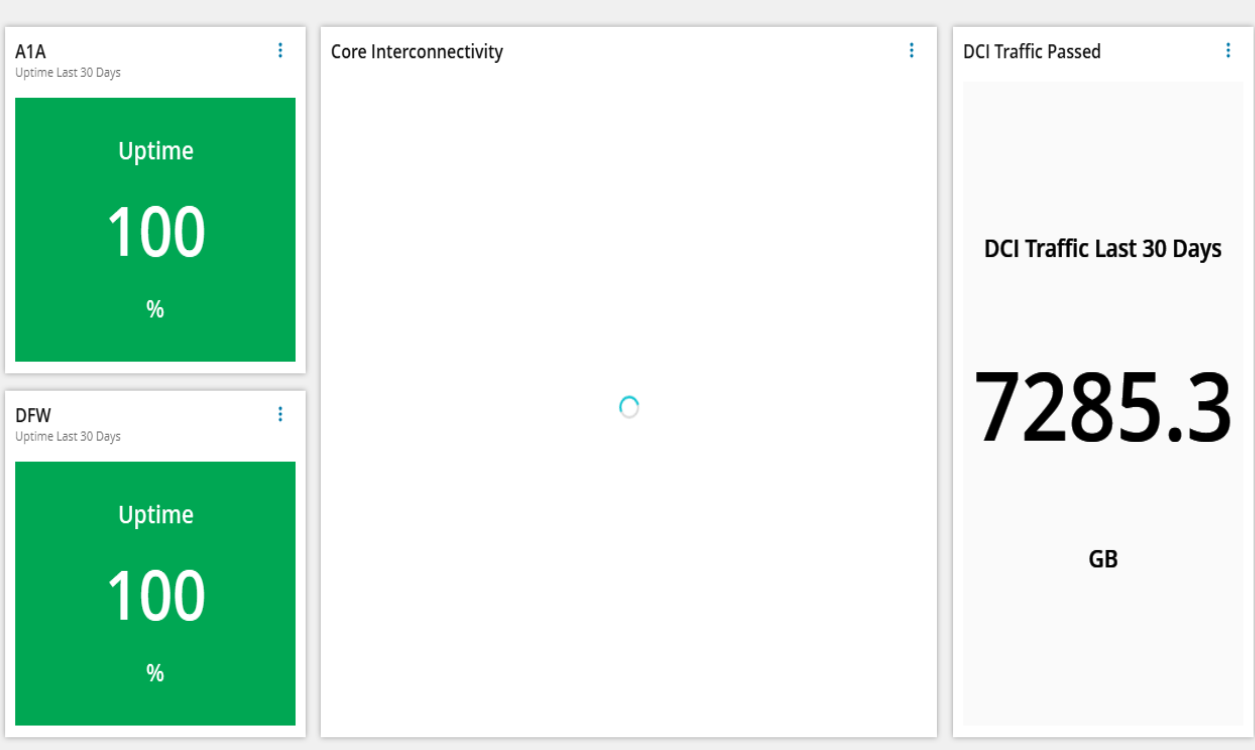 A1A
Uptime Last 30 Days
Uptime
100
%
DFW
Uptime Last 30 Days
Uptime
100
%
Core Interconnectivity
DCI Traffic Passed
DCI Traffic Last 30 Days
7285.3
GB